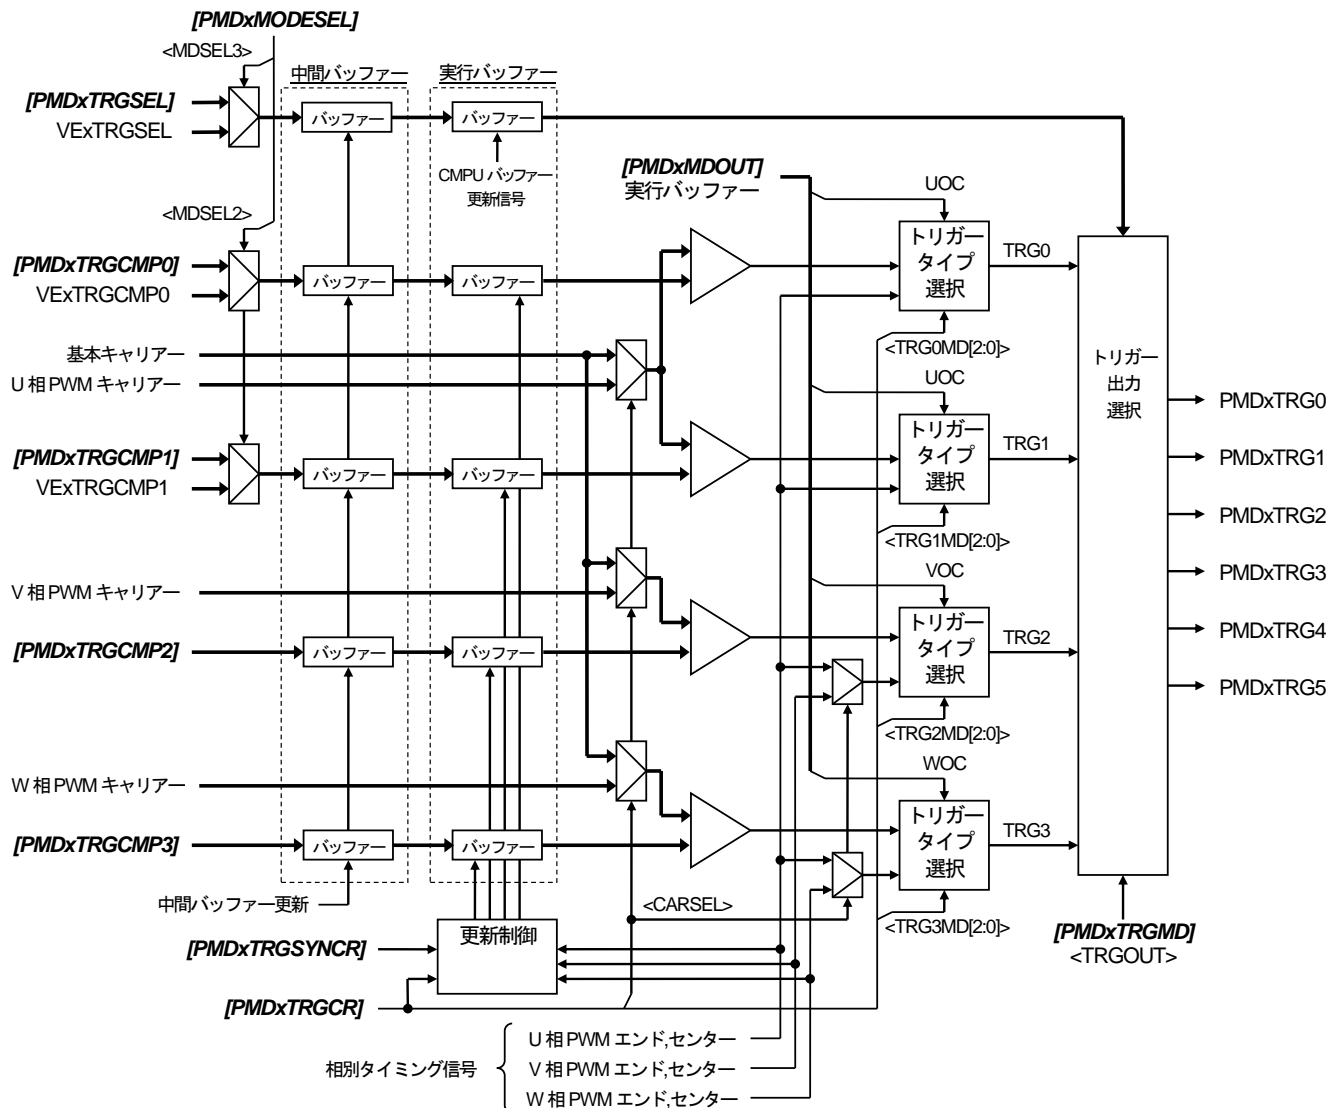 [PMDxMODESEL]
<MDSEL3>
中間バッファー
実行バッファー
[PMDxTRGSEL]
VExTRGSEL
バッファー
バッファー
CMPU バッファー
更新信号
[PMDxMDOUT]
実行バッファー
UOC
<MDSEL2>
トリガー
タイプ
選択
TRG0
[PMDxTRGCMP0]
VExTRGCMP0
バッファー
バッファー
<TRG0MD[2:0]>
基本キャリアー
U 相 PWM キャリアー
トリガー
出力
選択
UOC
PMDxTRG0
トリガー
タイプ
選択
TRG1
[PMDxTRGCMP1]
VExTRGCMP1
バッファー
バッファー
PMDxTRG1
PMDxTRG2
<TRG1MD[2:0]>
VOC
PMDxTRG3
V 相 PWM キャリアー
トリガー
タイプ
選択
TRG2
PMDxTRG4
[PMDxTRGCMP2]
バッファー
バッファー
PMDxTRG5
<TRG2MD[2:0]>
WOC
W 相 PWM キャリアー
トリガー
タイプ
選択
TRG3
[PMDxTRGCMP3]
バッファー
バッファー
中間バッファー更新
<CARSEL>
<TRG3MD[2:0]>
[PMDxTRGMD]
<TRGOUT>
更新制御
[PMDxTRGSYNCR]
[PMDxTRGCR]
相別タイミング信号
U 相 PWM エンド,センター
V 相 PWM エンド,センター
W 相 PWM エンド,センター